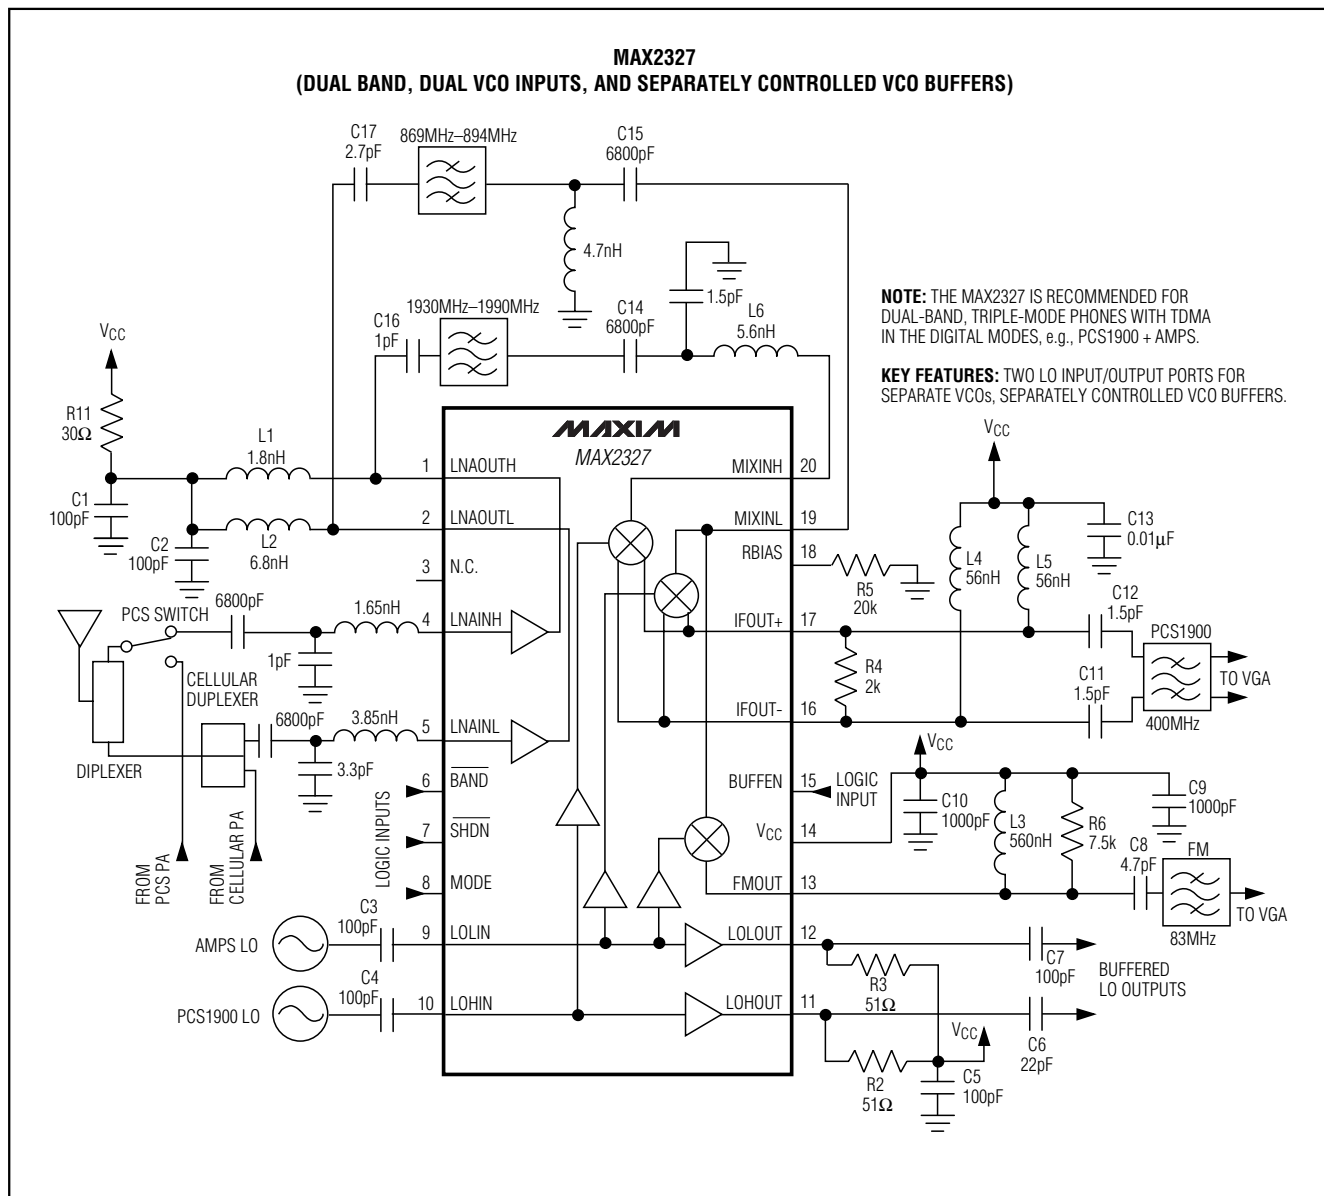 MAX2327
(DUAL BAND, DUAL VCO INPUTS, AND SEPARATELY CONTROLLED VCO BUFFERS)
C17
2.7pF
869MHz–894MHz
C15
6800pF
4.7nH
1.5pF
1930MHz–1990MHz
C16
1pF
C14
6800pF
L6
5.6nH
NOTE: THE MAX2327 IS RECOMMENDED FOR
DUAL-BAND, TRIPLE-MODE PHONES WITH TDMA
IN THE DIGITAL MODES, e.g., PCS1900 + AMPS.
KEY FEATURES: TWO LO INPUT/OUTPUT PORTS FOR
SEPARATE VCOs, SEPARATELY CONTROLLED VCO BUFFERS.
VCC
R11
30Ω
L1
1.8nH
C1
100pF
C2
100pF
L2
6.8nH
MAXIM
MAX2327
1 LNAOUTH
2 LNAOUTL
3 N.C.
4 LNAINH
5 LNAINL
6 BAND
7 SHDN
8 MODE
9 LOLIN
10 LOHIN
MIXINH 20
MIXINL 19
RBIAS 18
IFOUT+ 17
IFOUT- 16
BUFFEN 15
VCC 14
FMOUT 13
LOLOUT 12
LOHOUT 11
PCS SWITCH
6800pF
1.65nH
1pF
CELLULAR
DUPLEXER
6800pF
3.85nH
3.3pF
DIPLEXER
FROM
PCS PA
FROM
CELLULAR PA
LOGIC INPUTS
AMPS LO
C3
100pF
PCS1900 LO
C4
100pF
VCC
C13
0.01µF
L4
56nH
L5
56nH
R5
20k
C12
1.5pF
PCS1900
R4
2k
C11
1.5pF
TO VGA
400MHz
VCC
LOGIC
INPUT
C10
1000pF
L3
560nH
R6
7.5k
C9
1000pF
C8
4.7pF
FM
TO VGA
83MHz
C7
100pF
BUFFERED
LO OUTPUTS
R3
51Ω
VCC
C6
22pF
R2
51Ω
C5
100pF